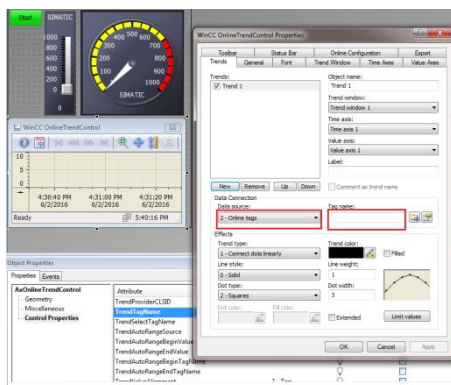 Start
SIMATIC
1000
800
600
400
200
0
0
0
100
200
300
400
500
600
700
800
900
1000
SIMATIC
WinCC OnlineTrendControl
10
5
0
4:30:40 PM
6/2/2016
4:31:00 PM
6/2/2016
4:31:20 PM
6/2/2016
Ready
5:40:16 PM
Object Properties
Properties
Events
AxOnlineTrendControl
Geometry
Miscellaneous
Control Properties
Attribute
TrendProviderCLSID
TrendTagName
TrendSelectTagName
TrendAutoRangeSource
TrendAutoRangeBeginValue
TrendAutoRangeEndValue
TrendAutoRangeBeginTagName
TrendAutoRangeEndTagName
WinCC OnlineTrendControl Properties
Toolbar
Status Bar
Online Configuration
Export
Trends
General
Font
Trend Window
Time Axes
Value Axes
Trends:
Trend 1
Object name:
Trend 1
Trend window:
Trend window 1
Time axis:
Time axis 1
Value axis:
Value axis 1
Label:
New
Remove
Up
Down
Comment as trend name
Data Connection
Data source:
2 - Online tags
Tag name:
Effects
Trend type:
1 - Connect dots linearly
Trend color:
Filled
Line style:
0 - Solid
Line weight:
1
Dot type:
2 - Squares
Dot width:
3
Dot color:
Fill color:
Extended
Limit values
OK
Cancel
Apply